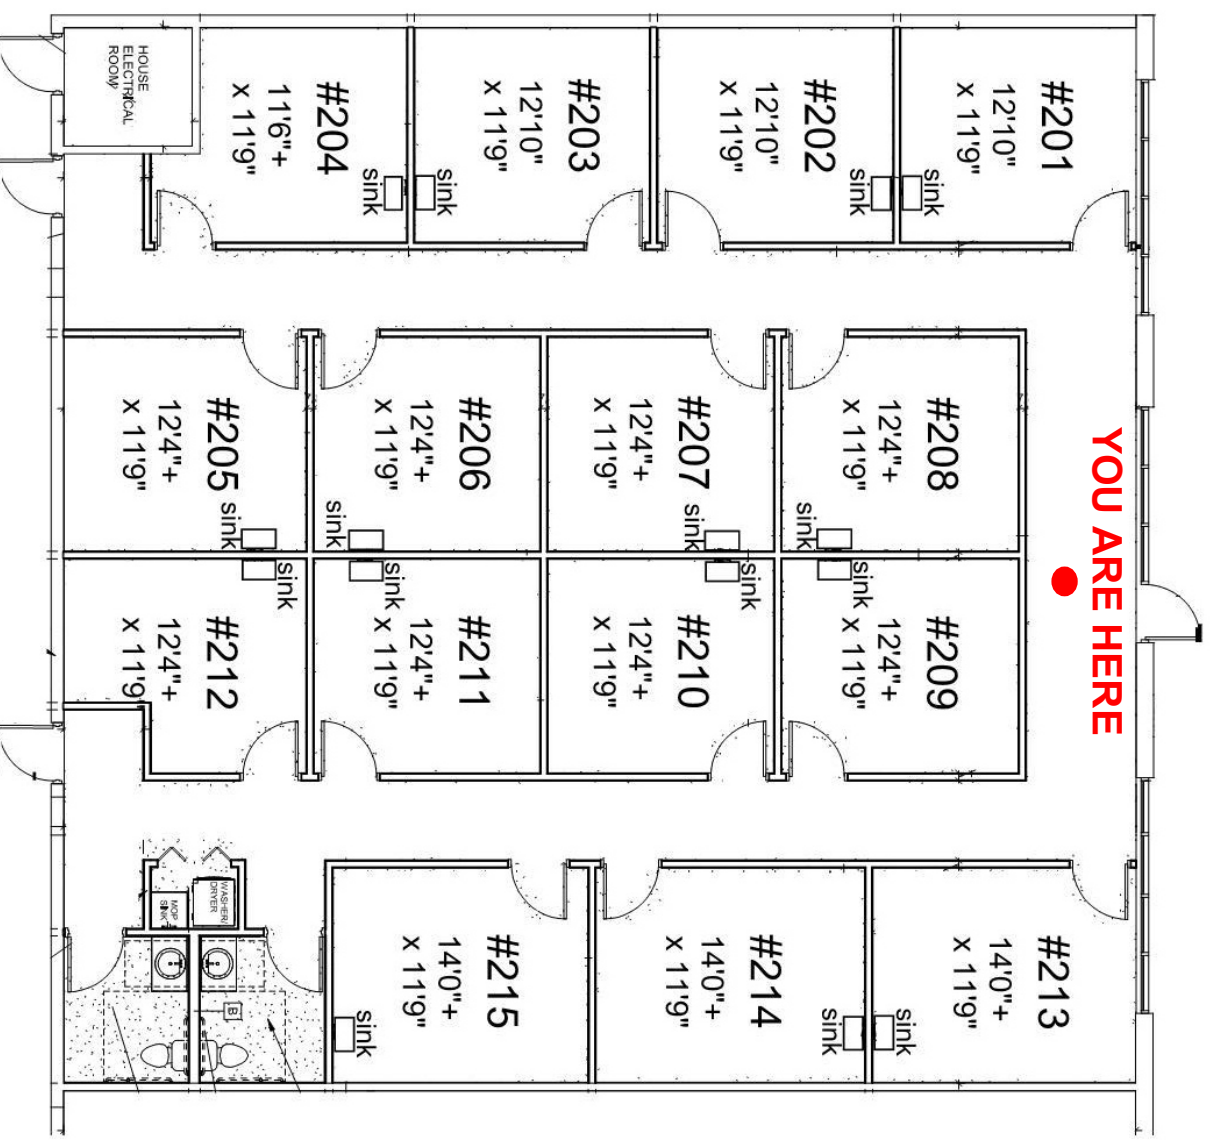 HOUSE
ELECTRICAL
ROOM
#204
11'6"+
x 11'9"
sink
#203
12'10"
x 11'9"
sink
#202
12'10"
x 11'9"
sink
#201
12'10"
x 11'9"
sink
#205
12'4"+
x 11'9"
sink
#206
12'4"+
x 11'9"
sink
#207
12'4"+
x 11'9"
sink
#208
12'4"+
x 11'9"
sink
YOU ARE HERE
#212
12'4"+
x 11'9"
sink
#211
12'4"+
x 11'9"
sink
#210
12'4"+
x 11'9"
sink
#209
12'4"+
x 11'9"
sink
MOP
SINK
WASHER/
DRYER
B
#215
14'0"+
x 11'9"
sink
#214
14'0"+
x 11'9"
sink
#213
14'0"+
x 11'9"
sink